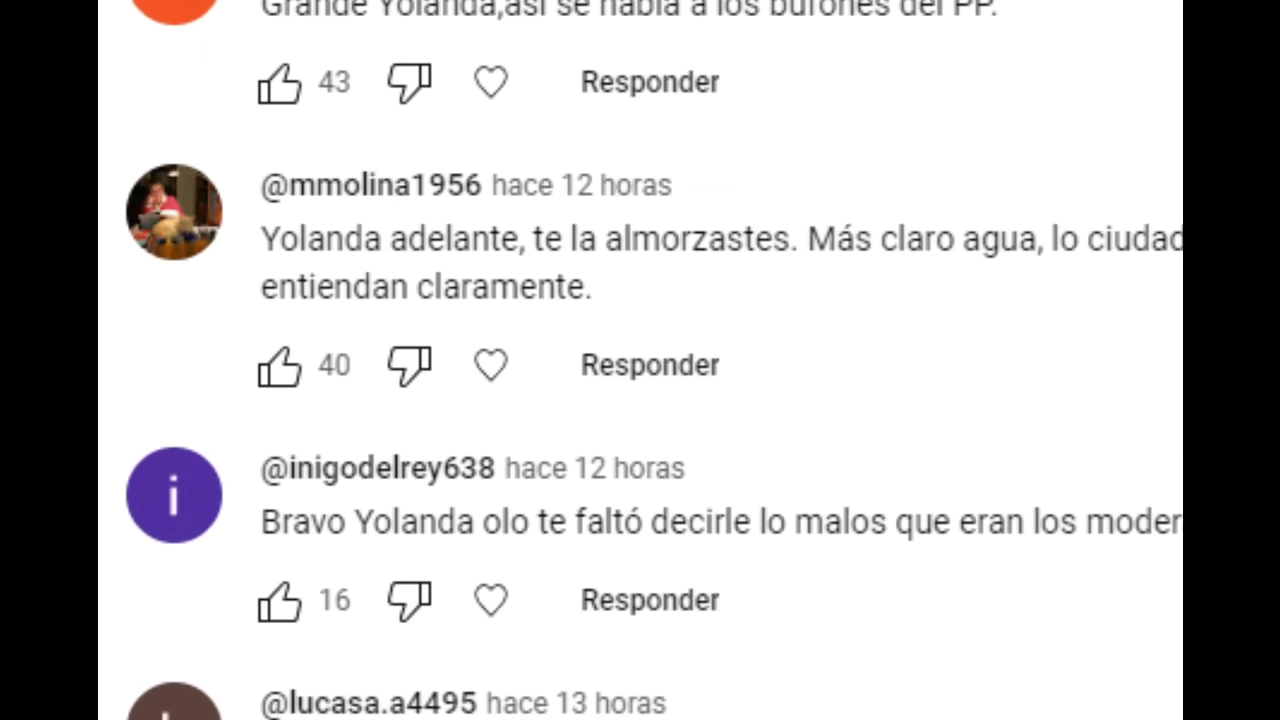 Grande Yolanda,así se habla a los bufones del PP.
43 Responder
@mmolina1956 hace 12 horas
Yolanda adelante, te la almorzastes. Más claro agua, lo ciudad
entiendan claramente.
40 Responder
i
@inigodelrey638 hace 12 horas
Bravo Yolanda olo te faltó decirle lo malos que eran los moder
16 Responder
@lucasa.a4495 hace 13 horas